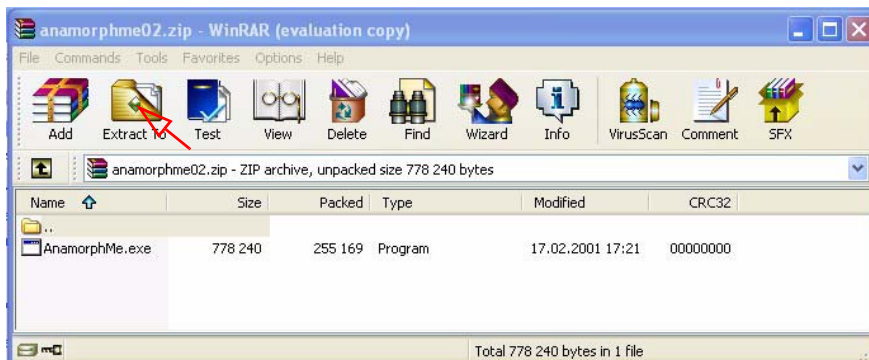 anamorphme02.zip - WinRAR (evaluation copy)
File Commands Tools Favorites Options Help
Add Extract To Test View Delete Find Wizard Info VirusScan Comment SFX
anamorphme02.zip - ZIP archive, unpacked size 778 240 bytes
Name Size Packed Type Modified CRC32
..
AnamorphMe.exe 778 240 255 169 Program 17.02.2001 17:21 00000000
Total 778 240 bytes in 1 file